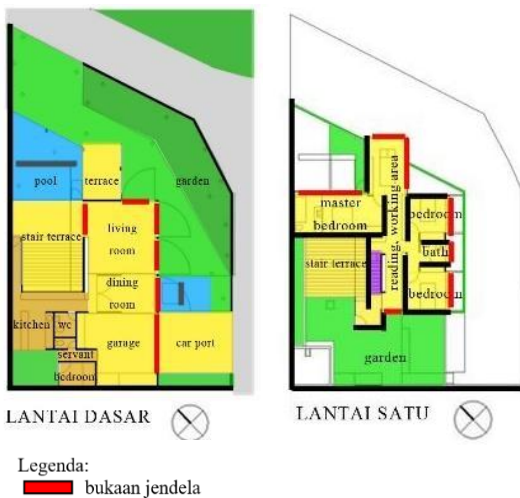 pool
terrace
garden
stair terrace
living
room
dining
room
kitchen
wc
servant
bedroom
garage
car port
LANTAI DASAR
master
bedroom
reading, working area
bedroom
bath
bedroom
stair terrace
garden
LANTAI SATU
Legenda:
bukaan jendela